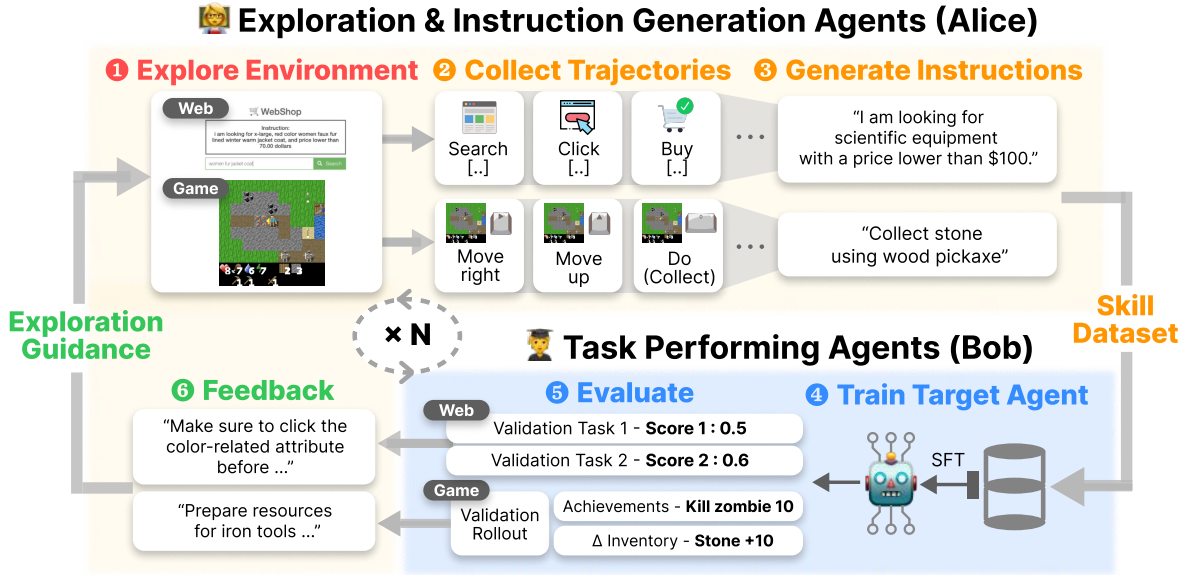 Exploration & Instruction Generation Agents (Alice)
❶ Explore Environment
❷ Collect Trajectories
❸ Generate Instructions
Web
WebShop
Instruction:
I am looking for x-large, red color women faux fur
lined winter warm jacket coat, and price lower than
70.00 dollars
women fur jacket coat
Search
Game
Search
[..]
Click
[..]
Buy
[..]
...
“I am looking for
scientific equipment
with a price lower than $100.”
Move
right
Move
up
Do
(Collect)
...
“Collect stone
using wood pickaxe”
Exploration
Guidance
× N
Skill
Dataset
Task Performing Agents (Bob)
❻ Feedback
❺ Evaluate
❹ Train Target Agent
“Make sure to click the
color-related attribute
before ...”
“Prepare resources
for iron tools ...”
Web
Validation Task 1 - Score 1 : 0.5
Validation Task 2 - Score 2 : 0.6
Game
Validation
Rollout
Achievements - Kill zombie 10
Δ Inventory - Stone +10
SFT